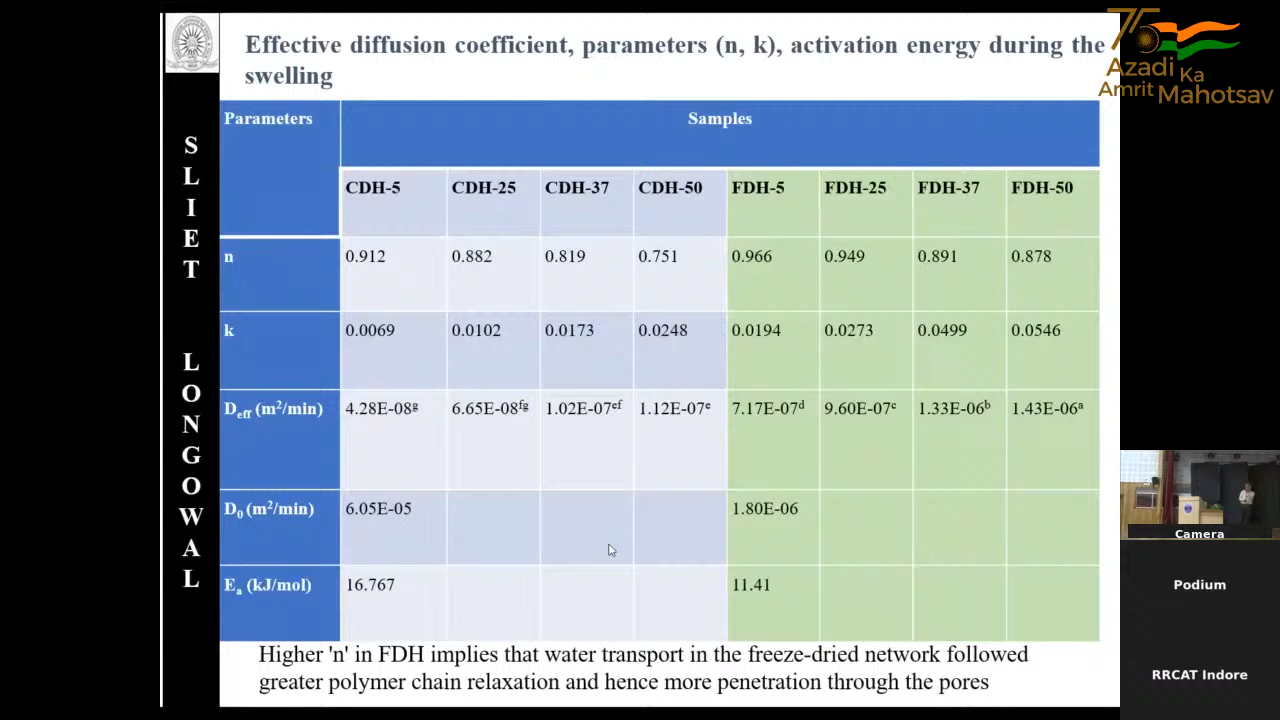 Effective diffusion coefficient, parameters (n, k), activation energy during the
swelling
75
Azadi
Ka
Amrit
Mahotsav
SLIET
LONGOWAL
Parameters Samples
CDH-5 CDH-25 CDH-37 CDH-50 FDH-5 FDH-25 FDH-37 FDH-50
n 0.912 0.882 0.819 0.751 0.966 0.949 0.891 0.878
k 0.0069 0.0102 0.0173 0.0248 0.0194 0.0273 0.0499 0.0546
Deff (m²/min) 4.28E-08ᵍ 6.65E-08ᶠᵍ 1.02E-07ᵉᶠ 1.12E-07ᵉ 7.17E-07ᵈ 9.60E-07ᶜ 1.33E-06ᵇ 1.43E-06ᵃ
D₀ (m²/min) 6.05E-05 1.80E-06
Eₐ (kJ/mol) 16.767 11.41
Higher 'n' in FDH implies that water transport in the freeze-dried network followed
greater polymer chain relaxation and hence more penetration through the pores
Camera
Podium
RRCAT Indore